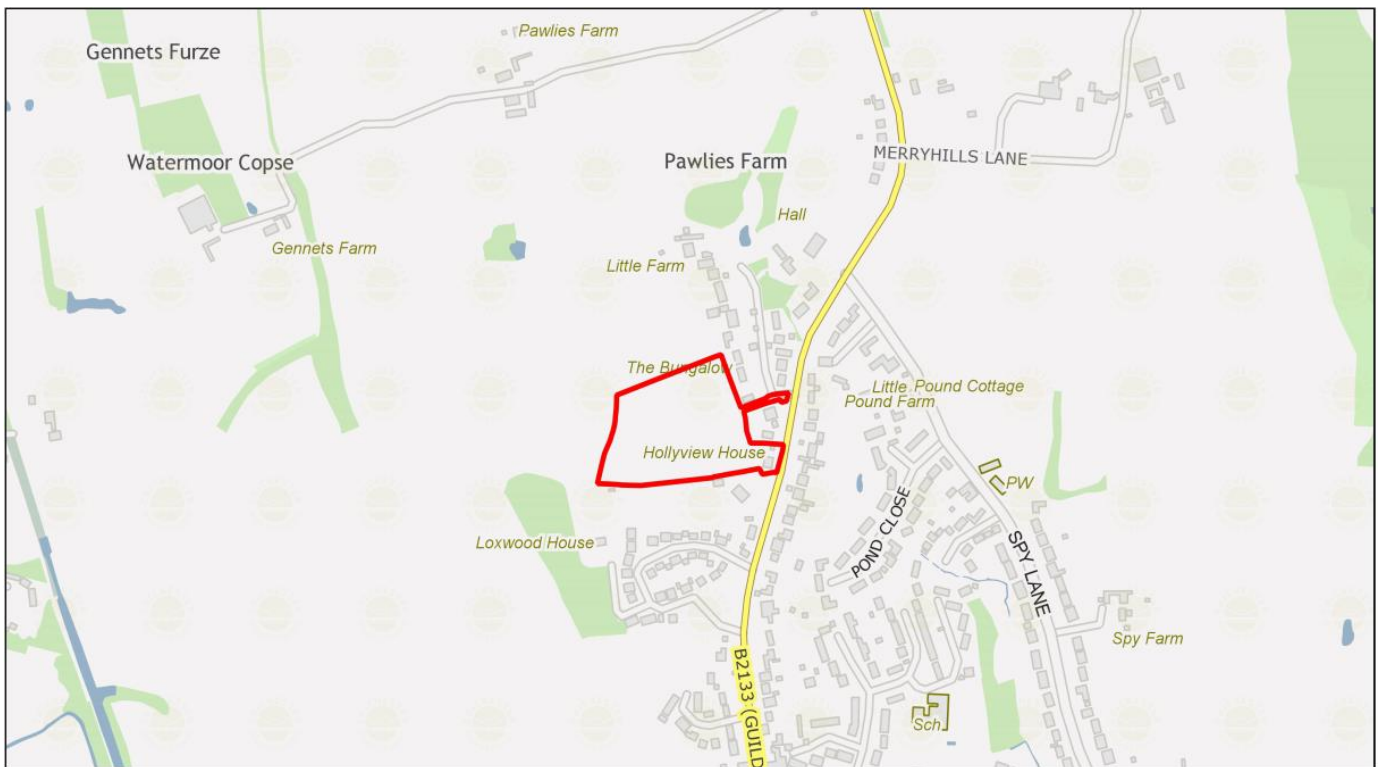 Pawlies Farm
Gennets Furze
Watermoor Copse
Pawlies Farm
MERRYHILLS LANE
Hall
Gennets Farm
Little Farm
The Bungalow
Little Pound Cottage
Pound Farm
Hollyview House
PW
POND CLOSE
Loxwood House
SPY LANE
Spy Farm
B2133 (GUILD
Sch